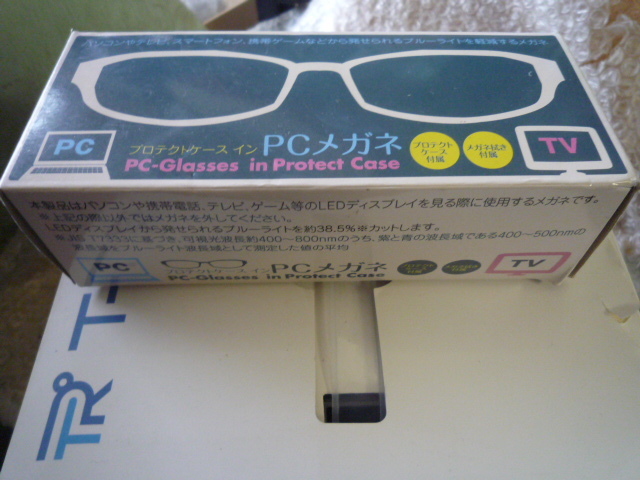 パソコンやテレビ、スマートフォン、携帯ゲームなどから発せられるブルーライトを軽減するメガネ
PC
プロテクトケース イン PCメガネ
PC-Glasses in Protect Case
プロテクト
ケース
付属
メガネ拭き
付属
TV
本製品はパソコンや携帯電話、テレビ、ゲーム等のLEDディスプレイを見る際に使用するメガネです。
※上記の際以外ではメガネを外してください。
LEDディスプレイから発せられるブルーライトを約38.5%※カットします。
※JIS T7333に基づき、可視光波長約400〜800nmのうち、紫と青の波長域である400〜500nmの
ブルーライト波長域として測定した値の平均
PC
プロテクトケース イン PCメガネ
PC-Glasses in Protect Case
TV
TR T